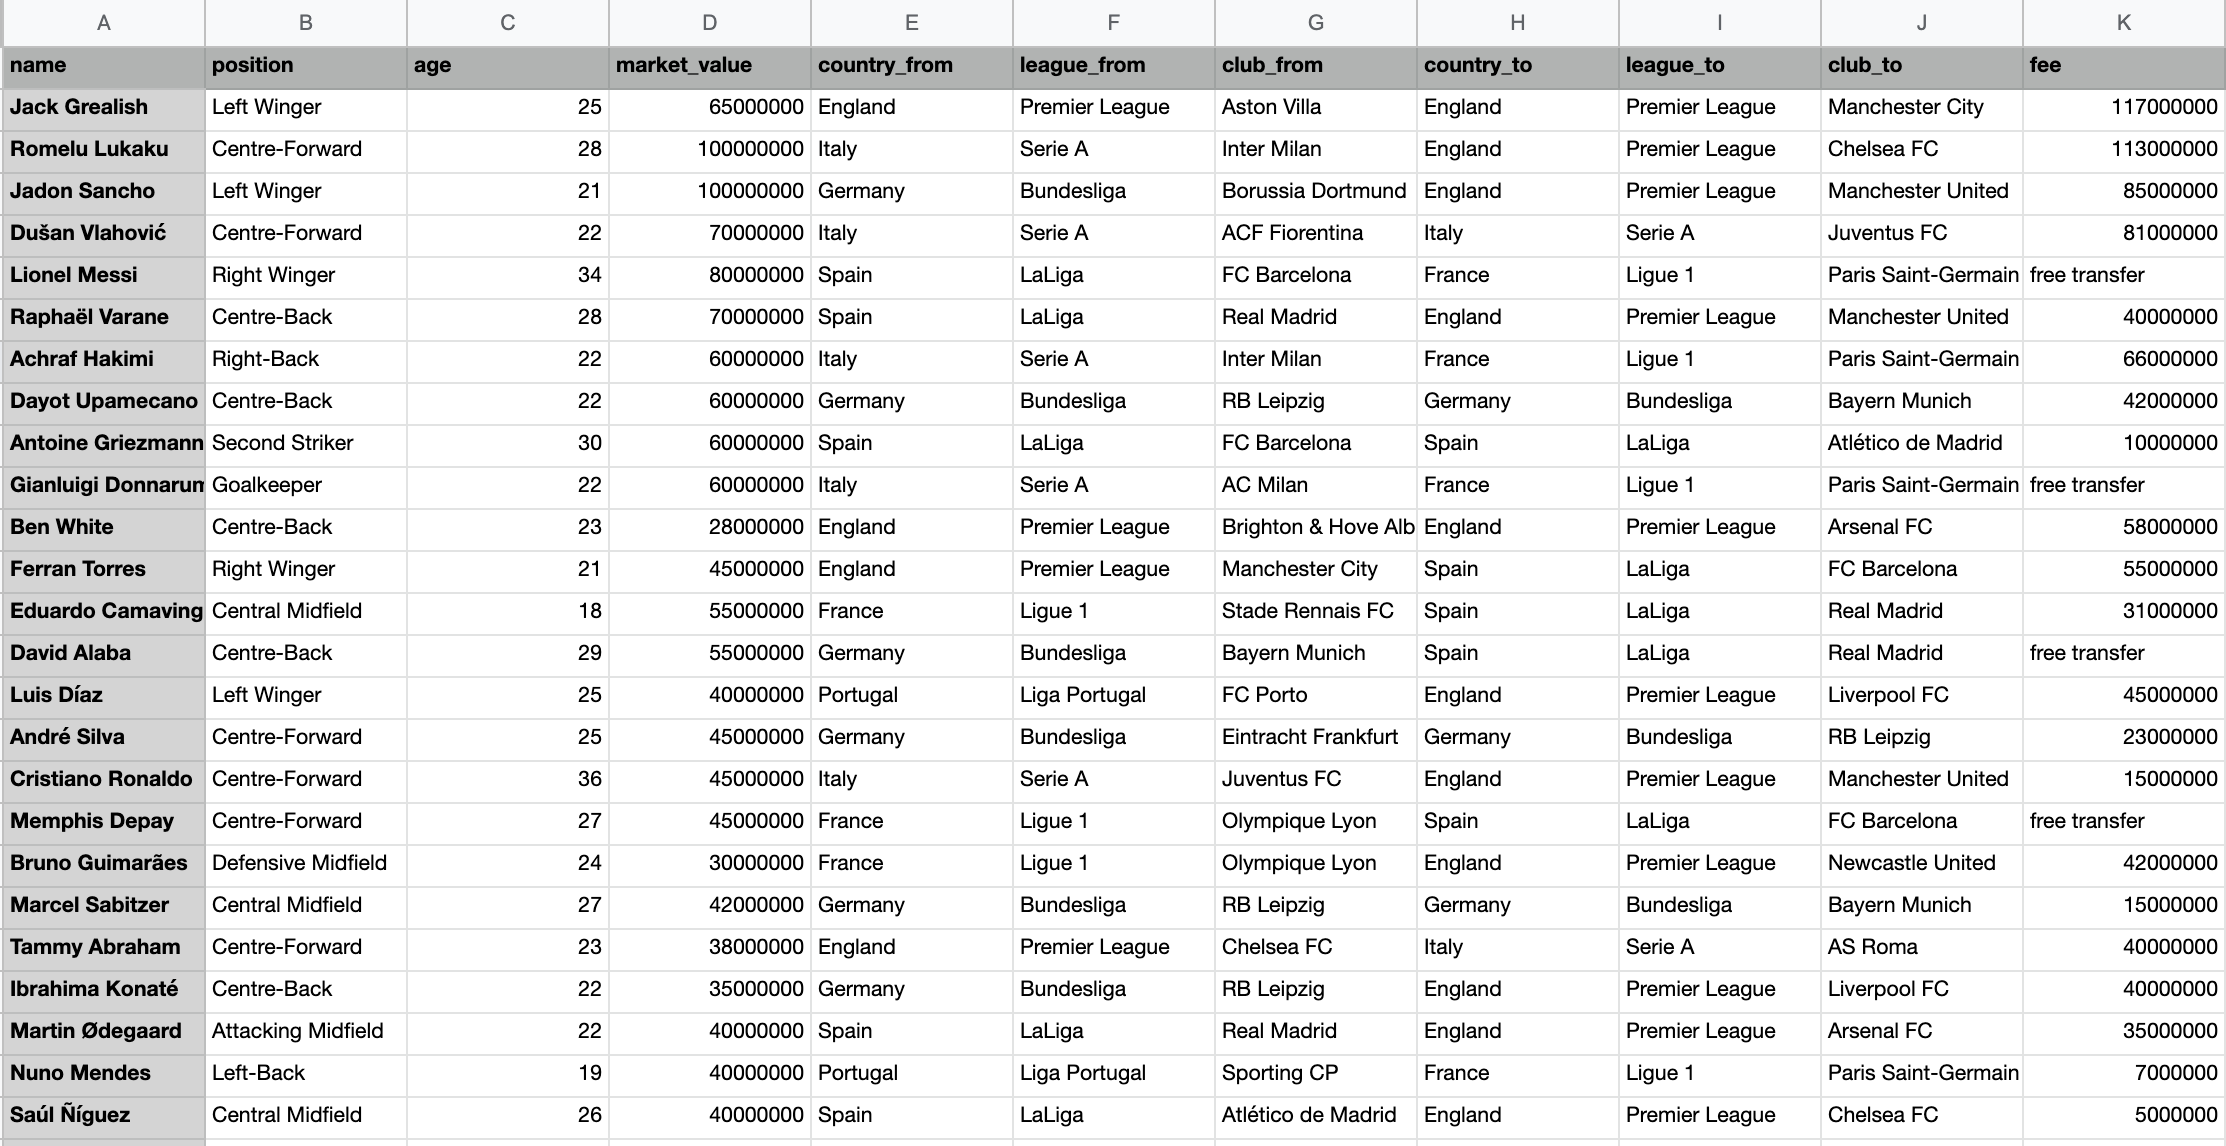 A B C D E F G H I J K
name position age market_value country_from league_from club_from country_to league_to club_to fee
Jack Grealish Left Winger 25 65000000 England Premier League Aston Villa England Premier League Manchester City 117000000
Romelu Lukaku Centre-Forward 28 100000000 Italy Serie A Inter Milan England Premier League Chelsea FC 113000000
Jadon Sancho Left Winger 21 100000000 Germany Bundesliga Borussia Dortmund England Premier League Manchester United 85000000
Dušan Vlahović Centre-Forward 22 70000000 Italy Serie A ACF Fiorentina Italy Serie A Juventus FC 81000000
Lionel Messi Right Winger 34 80000000 Spain LaLiga FC Barcelona France Ligue 1 Paris Saint-Germain free transfer
Raphaël Varane Centre-Back 28 70000000 Spain LaLiga Real Madrid England Premier League Manchester United 40000000
Achraf Hakimi Right-Back 22 60000000 Italy Serie A Inter Milan France Ligue 1 Paris Saint-Germain 66000000
Dayot Upamecano Centre-Back 22 60000000 Germany Bundesliga RB Leipzig Germany Bundesliga Bayern Munich 42000000
Antoine Griezmann Second Striker 30 60000000 Spain LaLiga FC Barcelona Spain LaLiga Atlético de Madrid 10000000
Gianluigi Donnarum Goalkeeper 22 60000000 Italy Serie A AC Milan France Ligue 1 Paris Saint-Germain free transfer
Ben White Centre-Back 23 28000000 England Premier League Brighton & Hove Alb England Premier League Arsenal FC 58000000
Ferran Torres Right Winger 21 45000000 England Premier League Manchester City Spain LaLiga FC Barcelona 55000000
Eduardo Camaving Central Midfield 18 55000000 France Ligue 1 Stade Rennais FC Spain LaLiga Real Madrid 31000000
David Alaba Centre-Back 29 55000000 Germany Bundesliga Bayern Munich Spain LaLiga Real Madrid free transfer
Luis Díaz Left Winger 25 40000000 Portugal Liga Portugal FC Porto England Premier League Liverpool FC 45000000
André Silva Centre-Forward 25 45000000 Germany Bundesliga Eintracht Frankfurt Germany Bundesliga RB Leipzig 23000000
Cristiano Ronaldo Centre-Forward 36 45000000 Italy Serie A Juventus FC England Premier League Manchester United 15000000
Memphis Depay Centre-Forward 27 45000000 France Ligue 1 Olympique Lyon Spain LaLiga FC Barcelona free transfer
Bruno Guimarães Defensive Midfield 24 30000000 France Ligue 1 Olympique Lyon England Premier League Newcastle United 42000000
Marcel Sabitzer Central Midfield 27 42000000 Germany Bundesliga RB Leipzig Germany Bundesliga Bayern Munich 15000000
Tammy Abraham Centre-Forward 23 38000000 England Premier League Chelsea FC Italy Serie A AS Roma 40000000
Ibrahima Konaté Centre-Back 22 35000000 Germany Bundesliga RB Leipzig England Premier League Liverpool FC 40000000
Martin Ødegaard Attacking Midfield 22 40000000 Spain LaLiga Real Madrid England Premier League Arsenal FC 35000000
Nuno Mendes Left-Back 19 40000000 Portugal Liga Portugal Sporting CP France Ligue 1 Paris Saint-Germain 7000000
Saúl Ñíguez Central Midfield 26 40000000 Spain LaLiga Atlético de Madrid England Premier League Chelsea FC 5000000